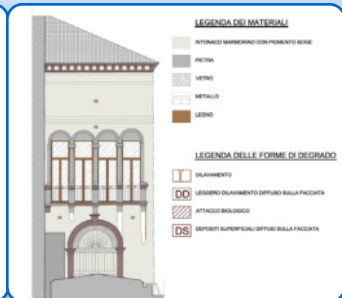 LEGENDA DEI MATERIALI
INTONACO MARMORINO CON PIGMENTO BEIGE
PIETRA
VETRO
METALLO
LEGNO
LEGENDA DELLE FORME DI DEGRADO
DILAVAMENTO
DD LEGGERO DILAVAMENTO DIFFUSO SULLA FACCIATA
ATTACCO BIOLOGICO
DS DEPOSITI SUPERFICIALI DIFFUSI SULLA FACCIATA